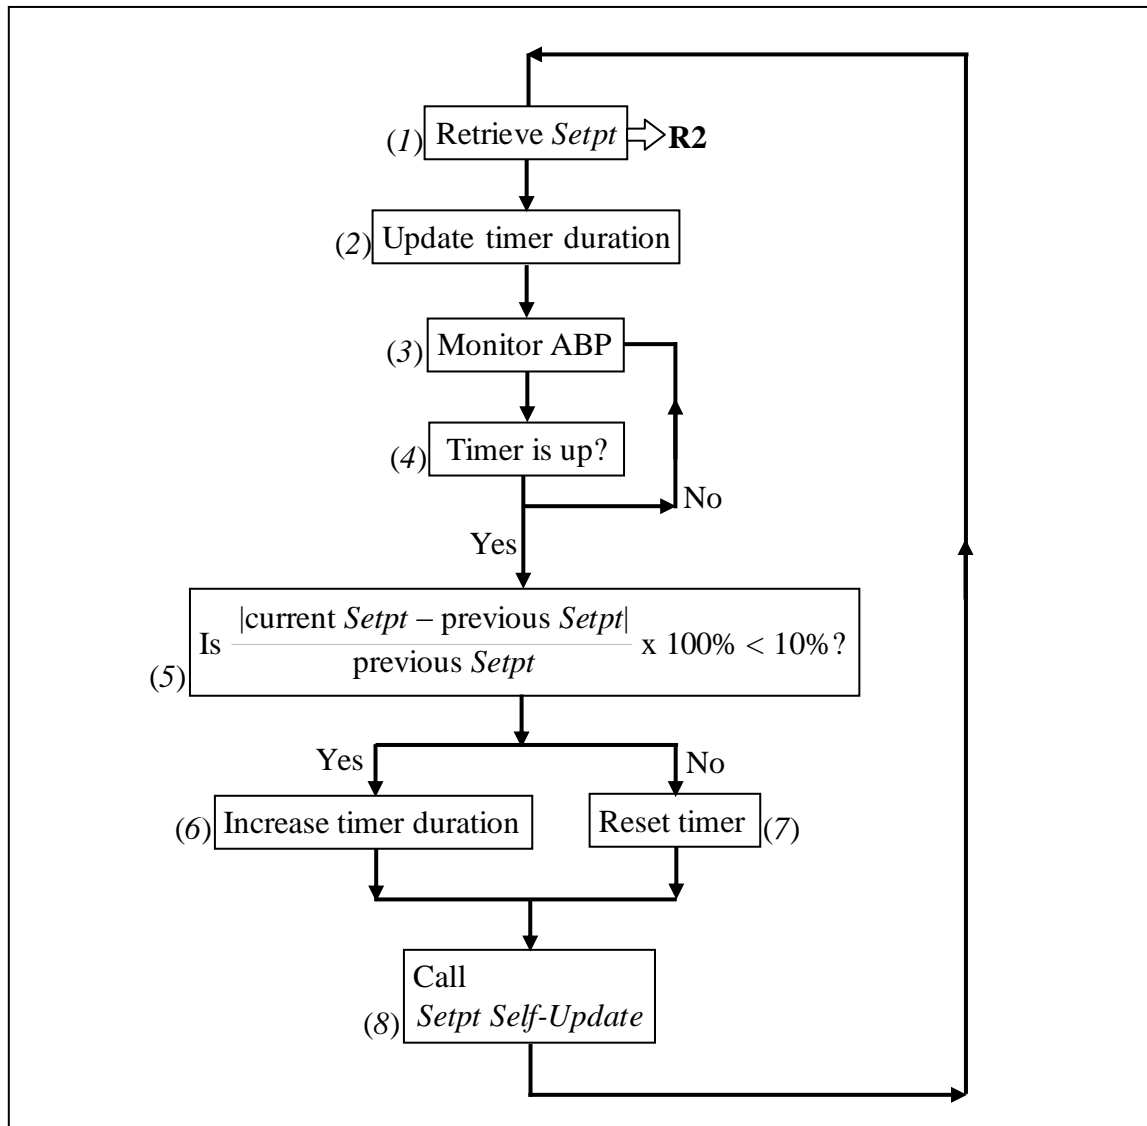 (1) Retrieve Setpt R2
(2) Update timer duration
(3) Monitor ABP
(4) Timer is up?
No
Yes
|current Setpt – previous Setpt|
Is x 100% < 10%?
previous Setpt
(5)
Yes No
(6) Increase timer duration Reset timer (7)
Call
(8) Setpt Self-Update